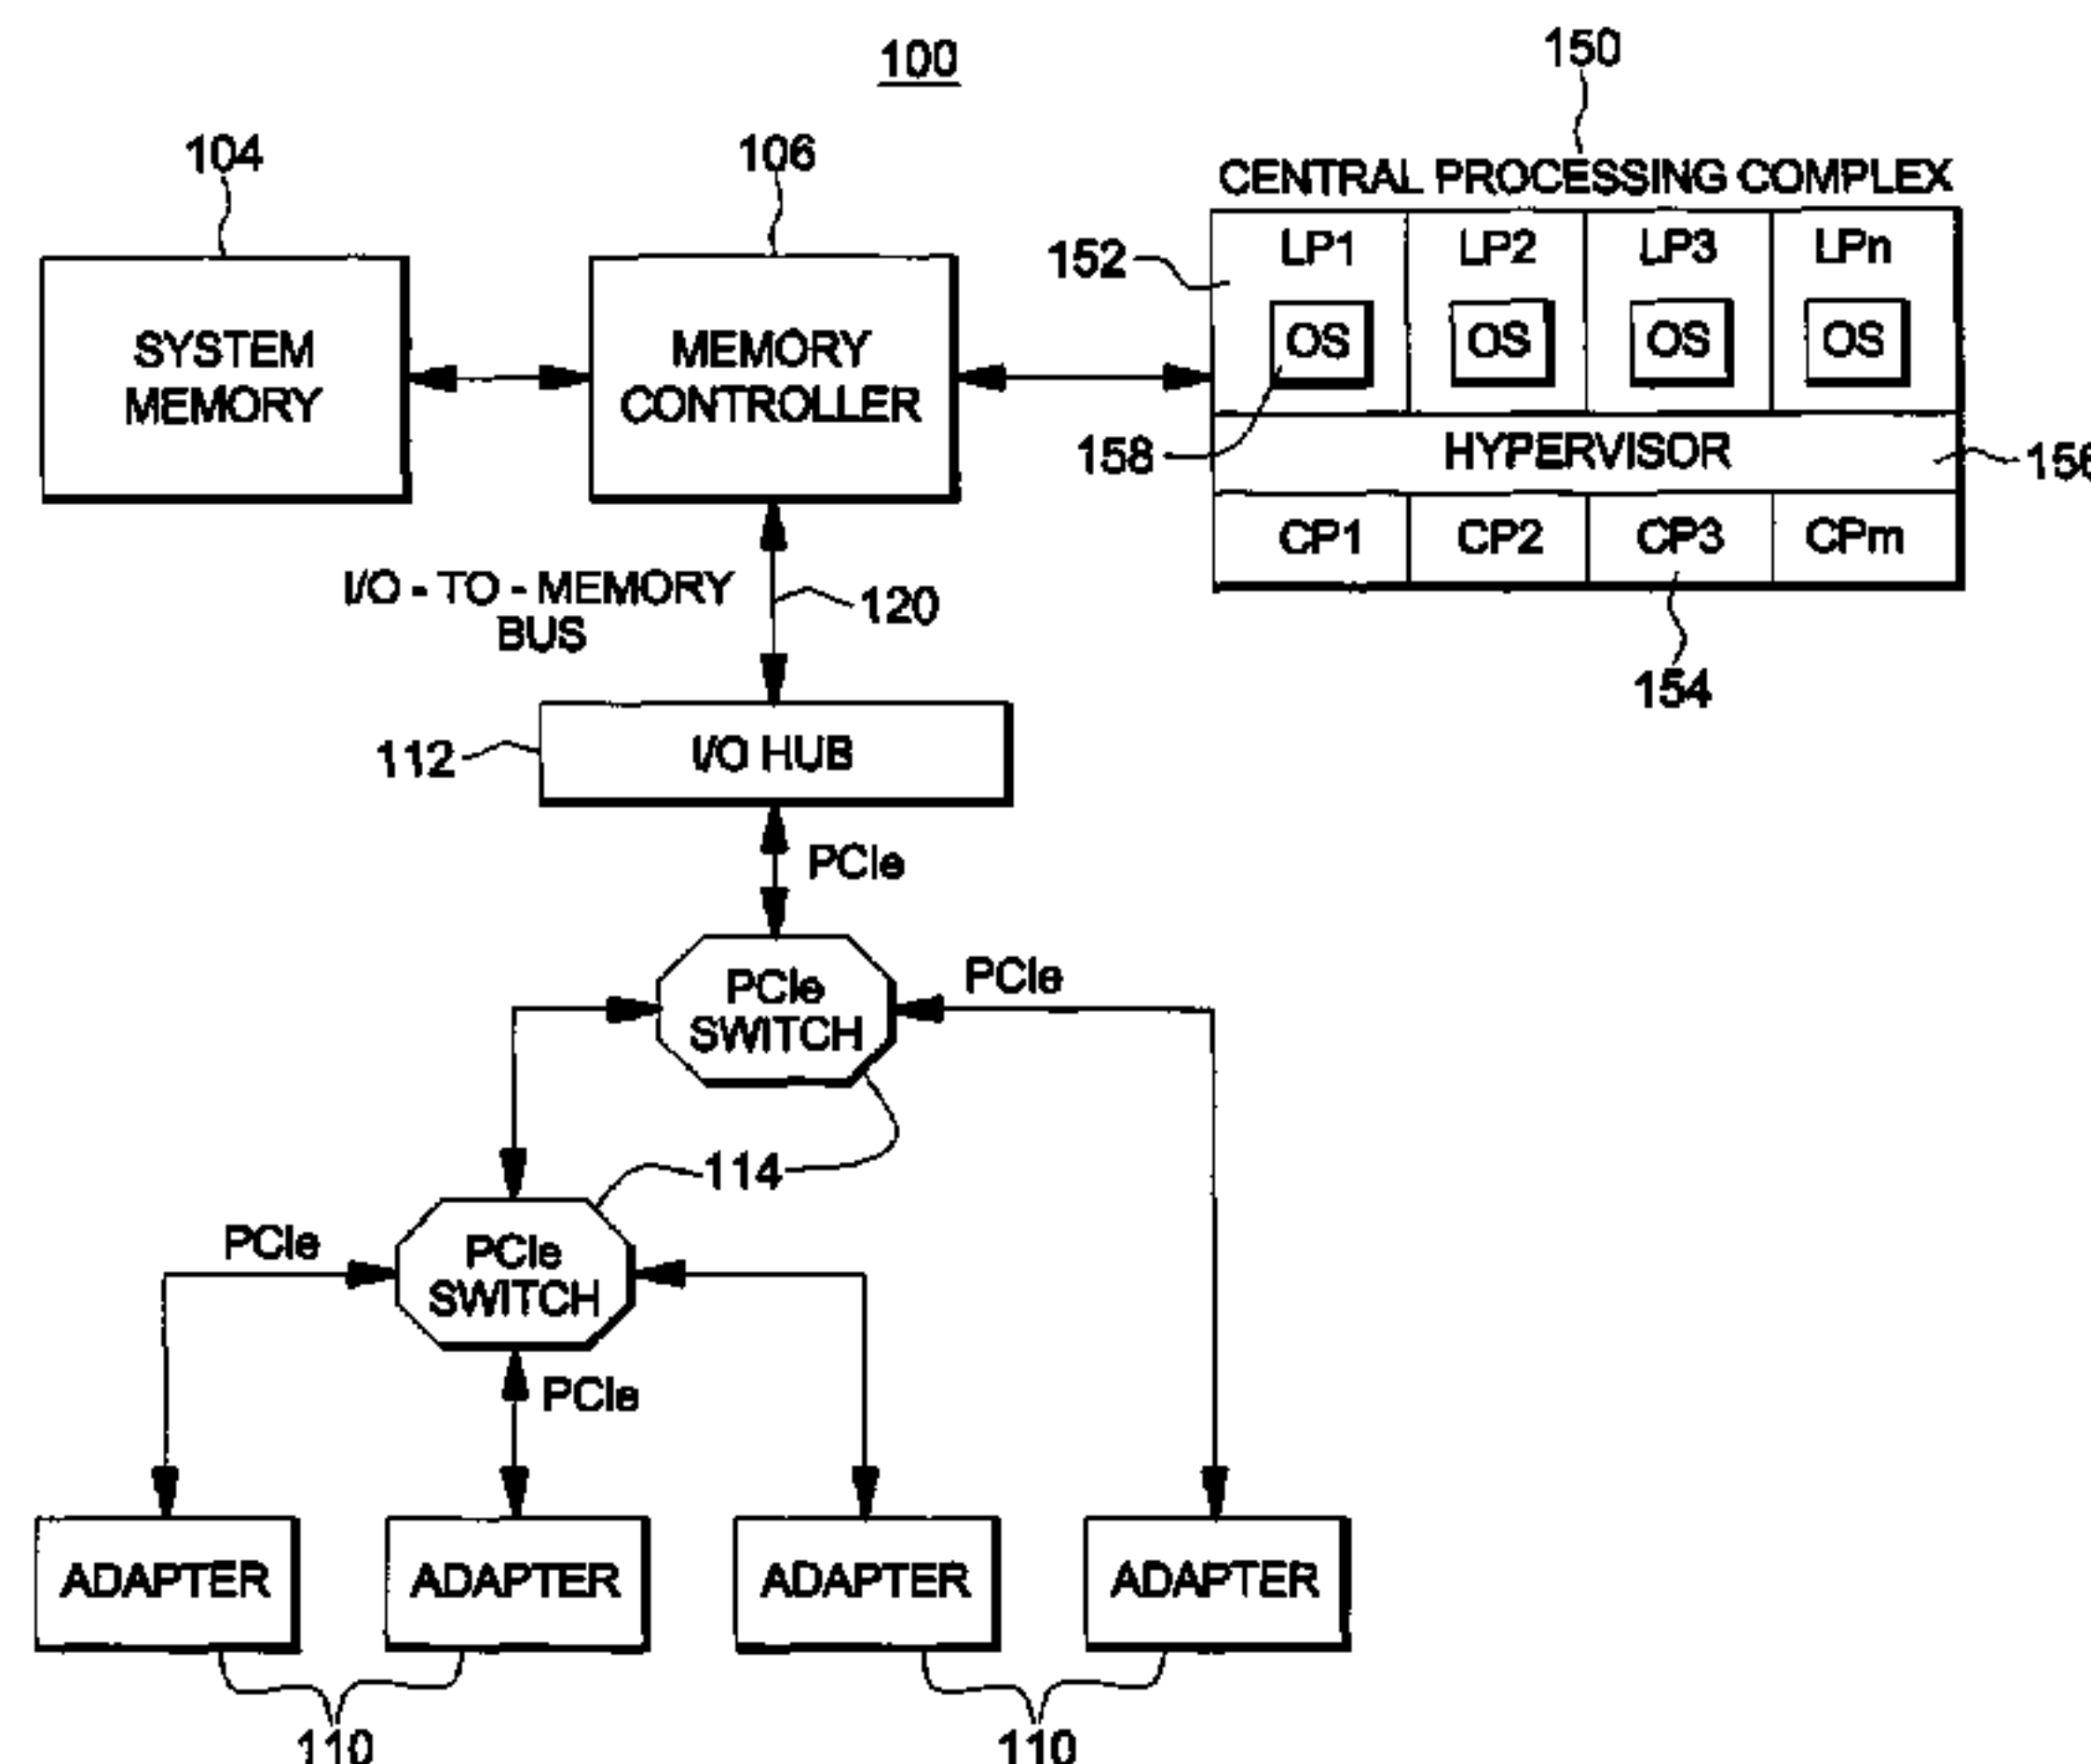 100
150
104
106
CENTRAL PROCESSING COMPLEX
152
LP1 LP2 LP3 LPn
SYSTEM
MEMORY
MEMORY
CONTROLLER
OS OS OS OS
158
HYPERVISOR
156
CP1 CP2 CP3 CPm
I/O - TO - MEMORY
BUS
120
154
112
I/O HUB
PCIe
PCIe
SWITCH
PCIe
114
PCIe
PCIe
SWITCH
PCIe
ADAPTER ADAPTER ADAPTER ADAPTER
110 110